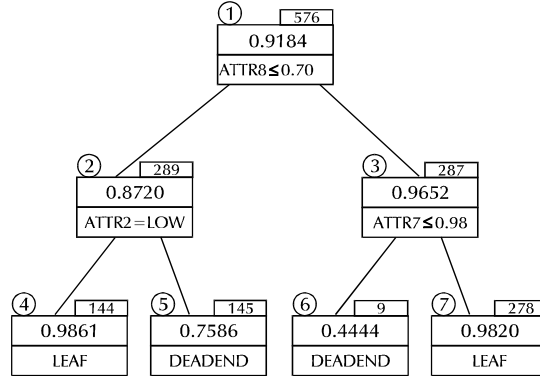 1 576
0.9184
ATTR8≤0.70
2 289
0.8720
ATTR2=LOW
3 287
0.9652
ATTR7≤0.98
4 144
0.9861
LEAF
5 145
0.7586
DEADEND
6 9
0.4444
DEADEND
7 278
0.9820
LEAF